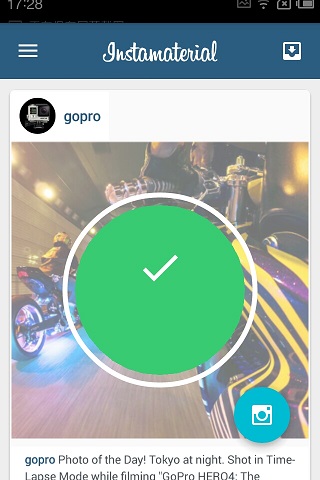 17:28
Instamaterial
gopro
gopro Photo of the Day! Tokyo at night. Shot in Time-
Lapse Mode while filming "GoPro HERO4: The